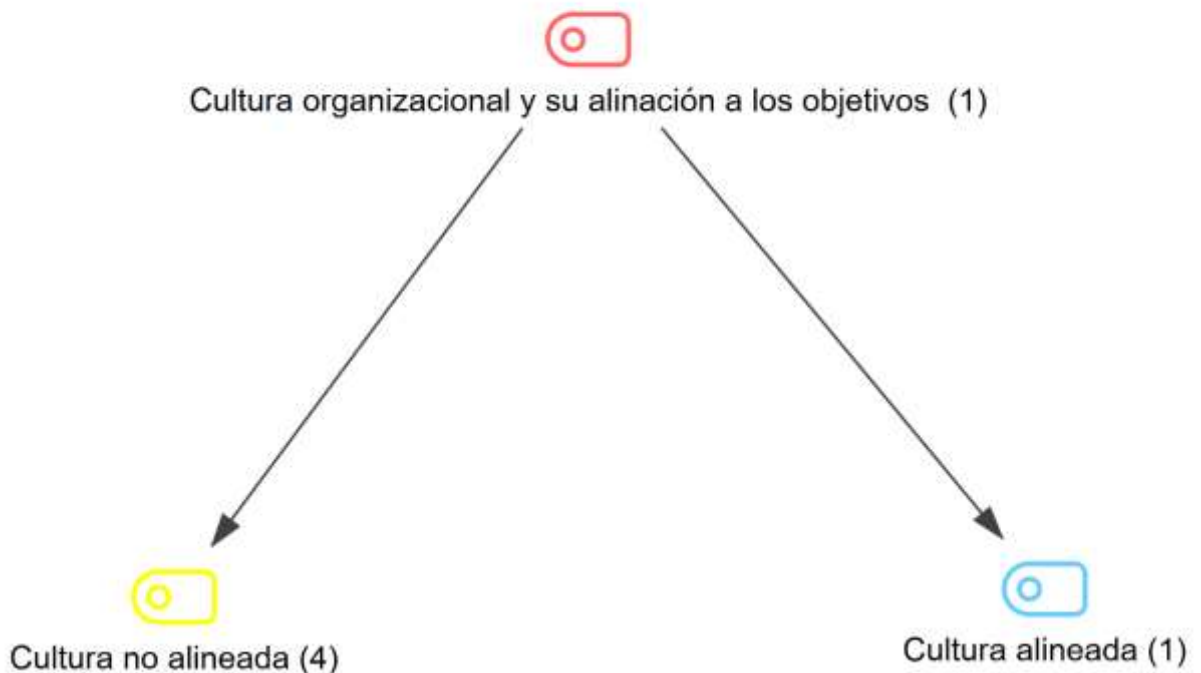 Cultura organizacional y su alinación a los objetivos (1)
Cultura no alineada (4)
Cultura alineada (1)